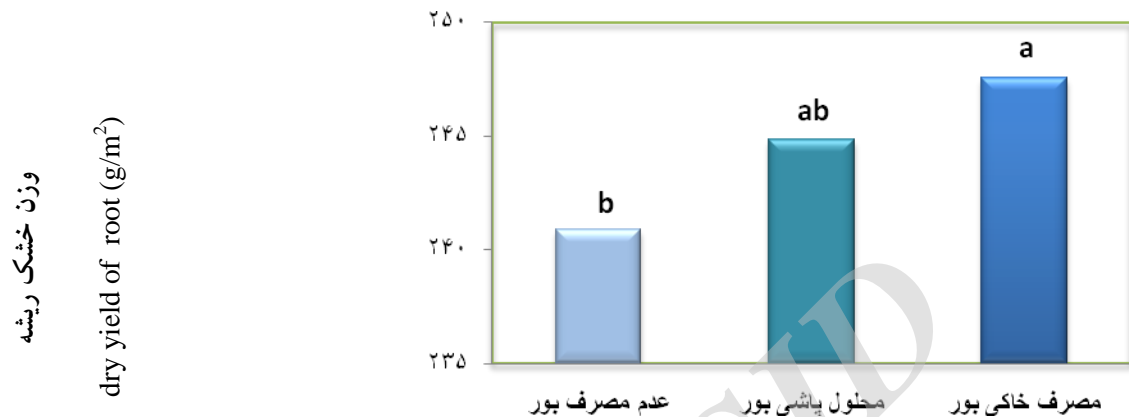 وزن خشک ریشه
dry yield of root (g/m²)
۲۵۰
۲۴۵
۲۴۰
۲۳۵
b
ab
a
عدم مصرف بور
محلول پاشی بور
مصرف خاکی بور